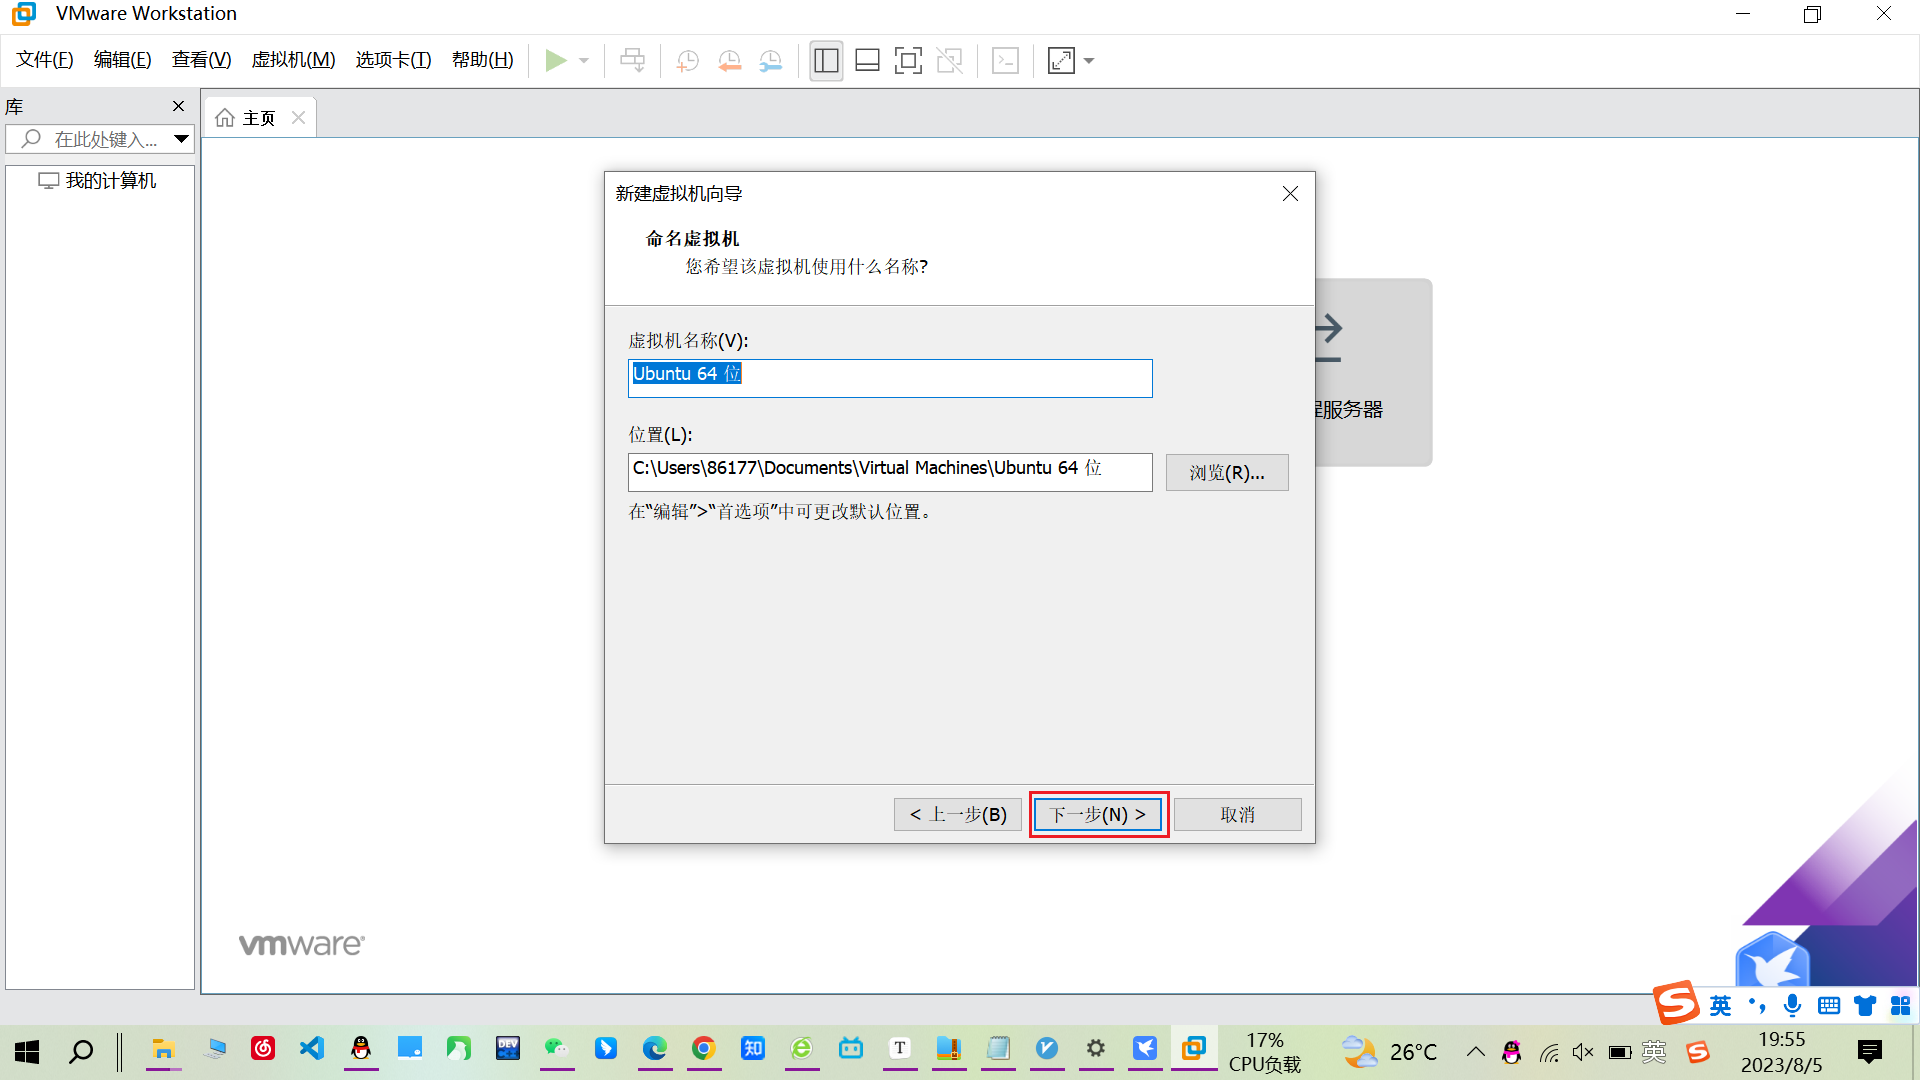 VMware Workstation
文件(F) 编辑(E) 查看(V) 虚拟机(M) 选项卡(T) 帮助(H)
库
主页
在此处键入...
我的计算机
新建虚拟机向导
命名虚拟机
您希望该虚拟机使用什么名称?
虚拟机名称(V):
Ubuntu 64 位
位置(L):
C:\Users\86177\Documents\Virtual Machines\Ubuntu 64 位
浏览(R)...
在“编辑”>“首选项”中可更改默认位置。
程服务器
< 上一步(B) 下一步(N) > 取消
vmware
英
DEV
知
T
17%
CPU负载
26°C
英
19:55
2023/8/5